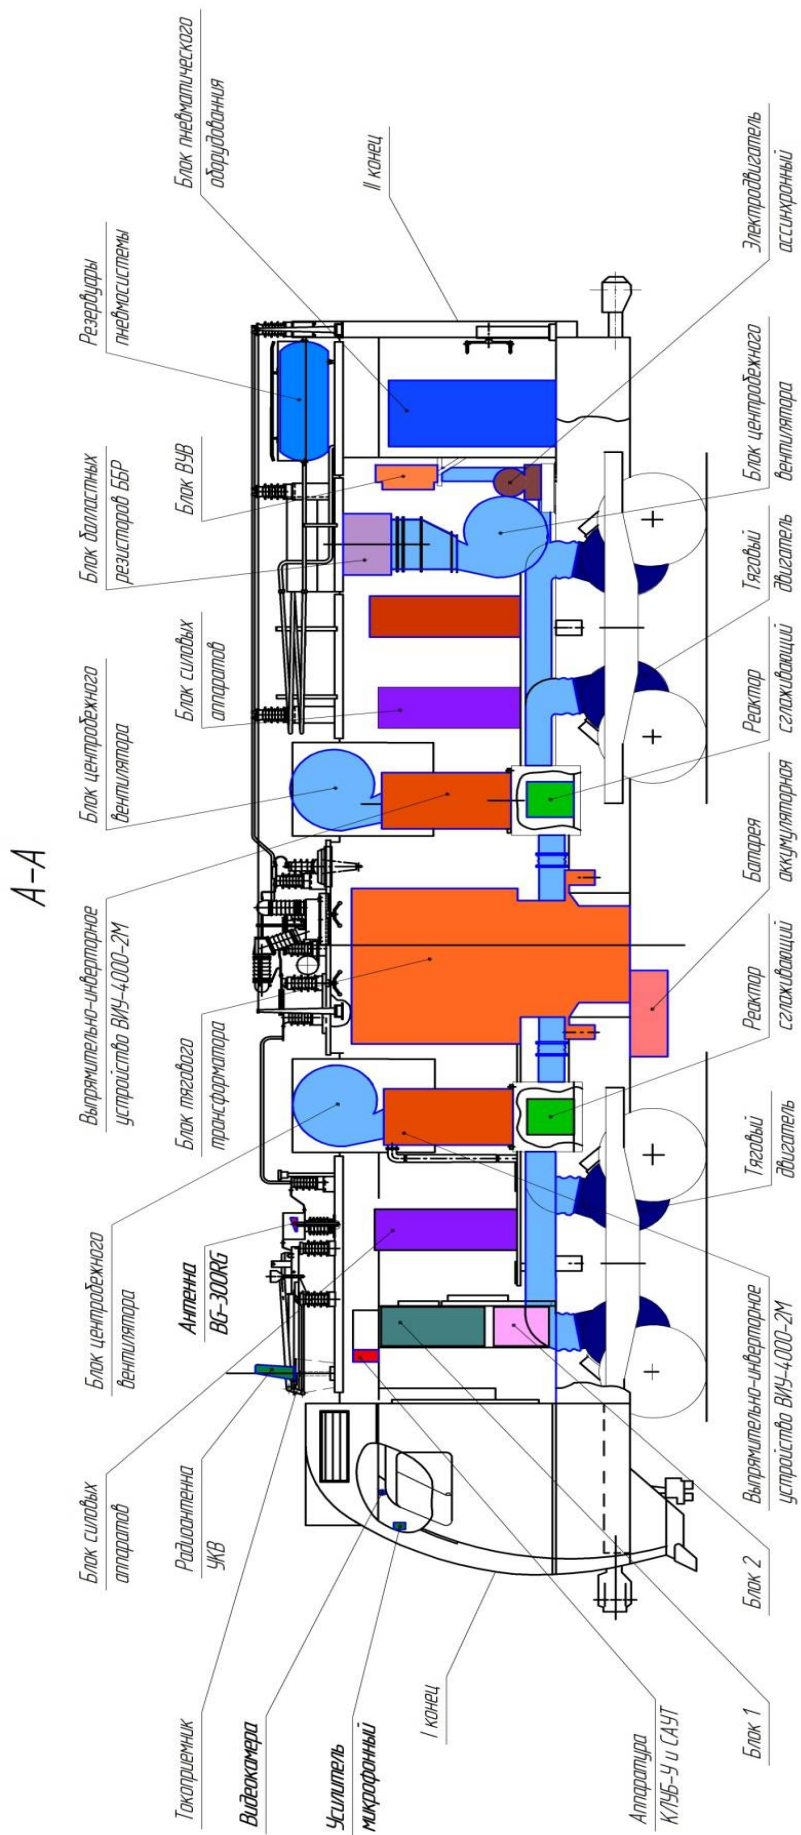 А-А
Блок силовых
аппаратов
Блок центробежного
вентилятора
Выпрямительно-инверторное
устройство ВИУ-4000-2М
Блок центробежного
вентилятора
Блок балластных
резисторов ББР
Резервуары
пневмосистемы
Токоприемник
Радиоантенна
УКВ
Антенна
BG-300RG
Блок тягового
трансформатора
Блок силовых
аппаратов
Блок ВУВ
Блок пневматического
оборудованния
Видеокамера
Усилитель
микрофонный
I конец
II конец
Аппаратура
КЛУБ-У и САУТ
Блок 1
Блок 2
Выпрямительно-инверторное
устройство ВИУ-4000-2М
Тяговый
двигатель
Реактор
сглаживающий
Батарея
аккумуляторная
Реактор
сглаживающий
Тяговый
двигатель
Блок центробежного
вентилятора
Электродвигатель
ассинхронный